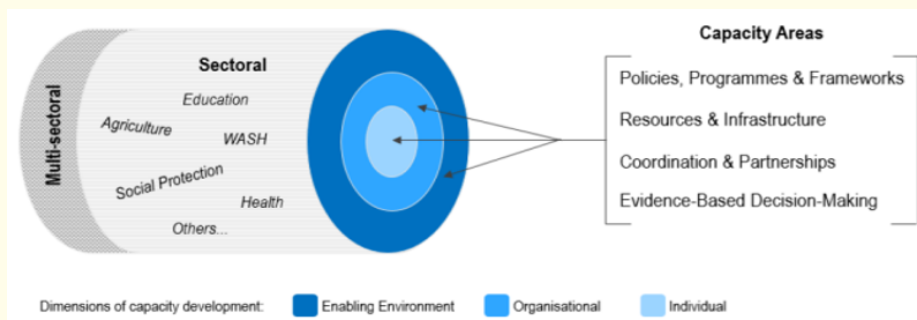 Capacity Areas
Multi-sectoral
Sectoral
Education
Agriculture
WASH
Social Protection
Health
Others...
Policies, Programmes & Frameworks
Resources & Infrastructure
Coordination & Partnerships
Evidence-Based Decision-Making
Dimensions of capacity development: Enabling Environment Organisational Individual